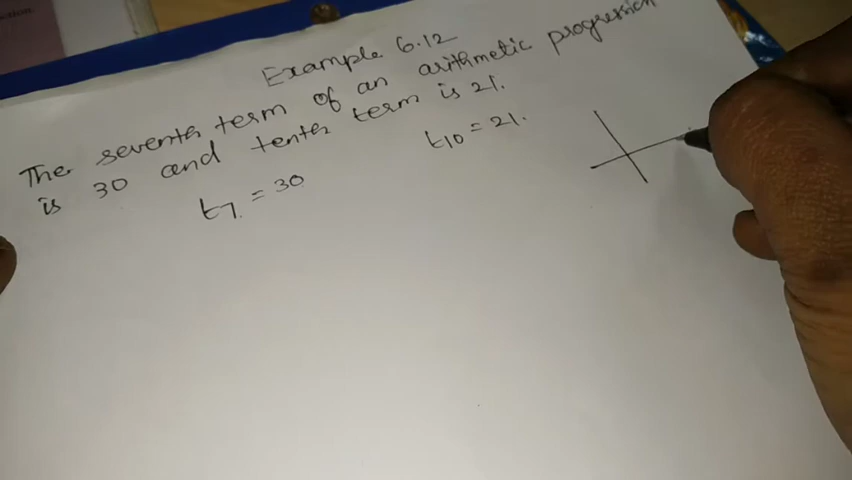 Example 6.12
The seventh term of an arithmetic progression
is 30 and tenth term is 21.
t7 = 30
t10 = 21.